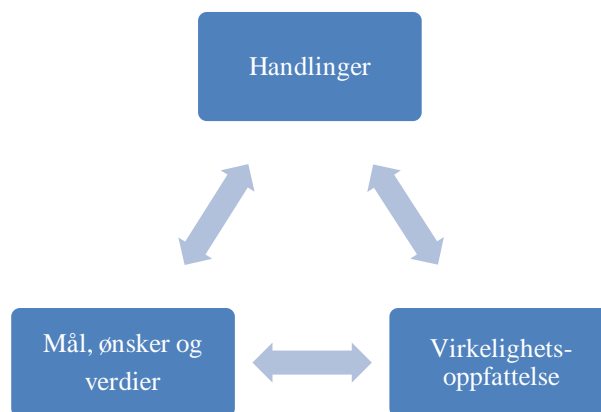 Handlinger
Mål, ønsker og
verdier
Virkelighets-
oppfattelse